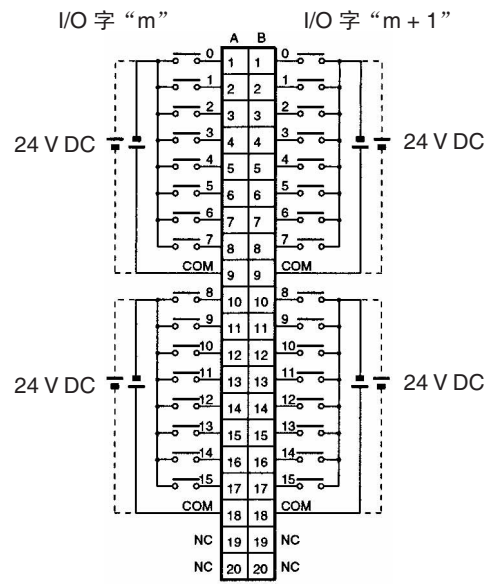 I/O 字“m” I/O 字“m + 1”
A B
0 1 1 0
1 2 2 1
2 3 3 2
3 4 4 3
24 V DC 24 V DC
4 5 5 4
5 6 6 5
6 7 7 6
7 8 8 7
COM 9 9 COM
8 10 10 8
9 11 11 9
10 12 12 10
11 13 13 11
24 V DC 24 V DC
12 14 14 12
13 15 15 13
14 16 16 14
15 17 17 15
COM 18 18 COM
NC 19 19 NC
NC 20 20 NC